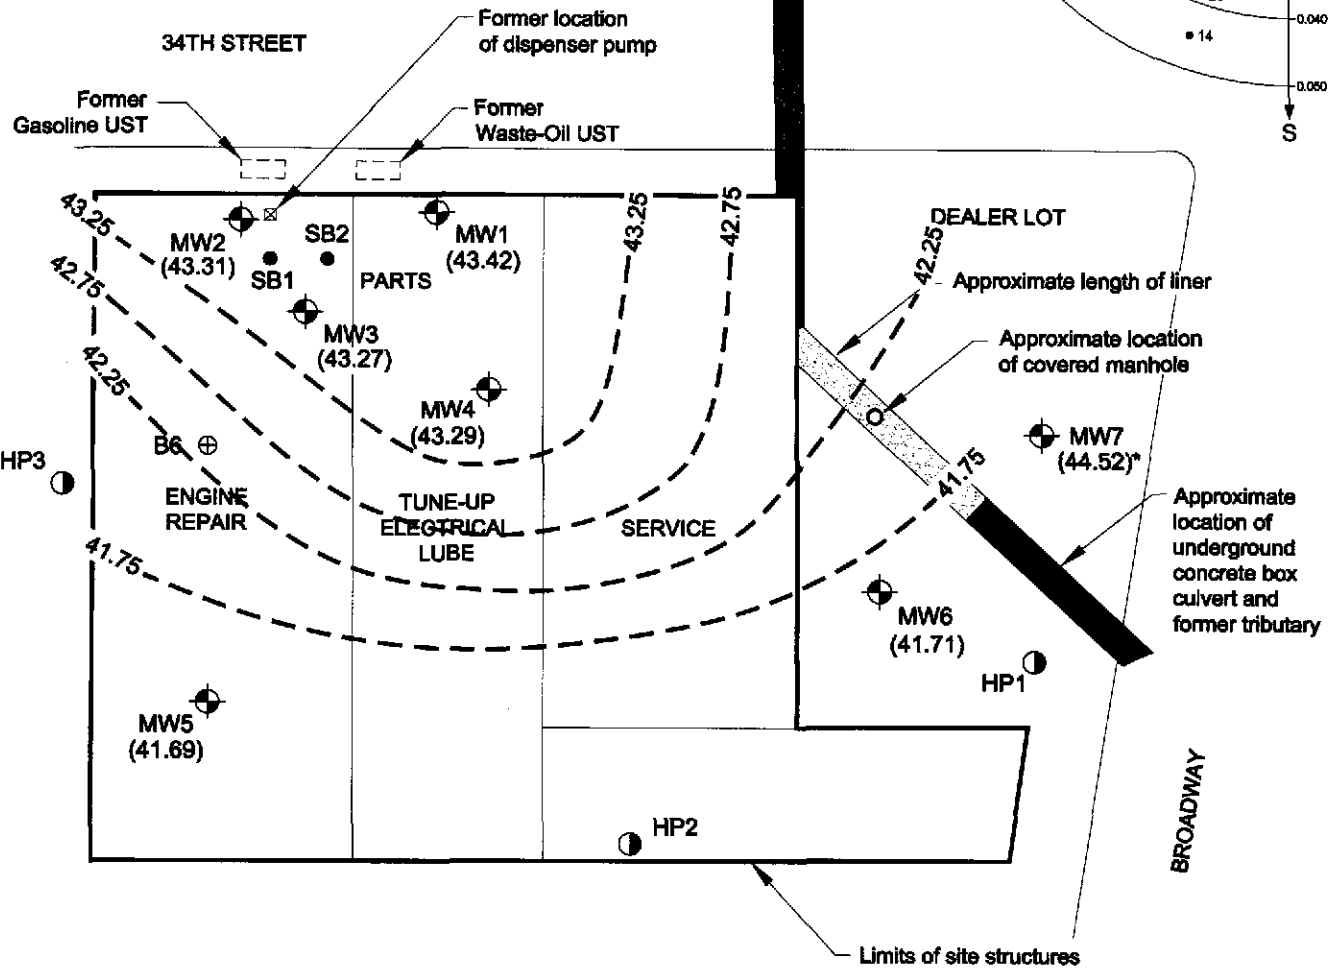 Former location
of dispenser pump
34TH STREET
0.040
14
0.050
S
Former
Gasoline UST
Former
Waste-Oil UST
43.25
43.25
42.75
DEALER LOT
42.25
MW2
(43.31)
SB2
SB1
MW1
(43.42)
PARTS
42.75
Approximate length of liner
MW3
(43.27)
Approximate location
of covered manhole
42.25
MW4
(43.29)
MW7
(44.52)*
B6
HP3
41.75
ENGINE
REPAIR
TUNE-UP
ELECTRICAL
LUBE
SERVICE
Approximate
location of
underground
concrete box
culvert and
former tributary
41.75
MW6
(41.71)
HP1
MW5
(41.69)
HP2
BROADWAY
Limits of site structures